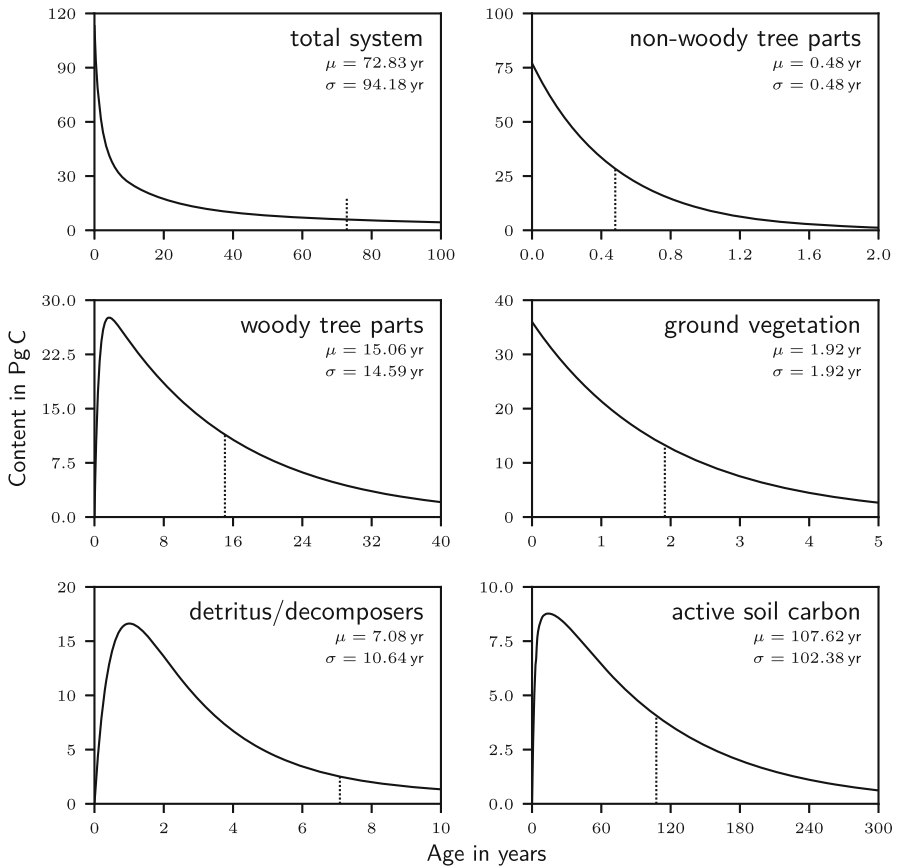 total system
μ = 72.83 yr
σ = 94.18 yr
120
90
60
30
0
0 20 40 60 80 100
non-woody tree parts
μ = 0.48 yr
σ = 0.48 yr
100
75
50
25
0
0.0 0.4 0.8 1.2 1.6 2.0
Content in Pg C
woody tree parts
μ = 15.06 yr
σ = 14.59 yr
30.0
22.5
15.0
7.5
0.0
0 8 16 24 32 40
ground vegetation
μ = 1.92 yr
σ = 1.92 yr
40
30
20
10
0
0 1 2 3 4 5
detritus/decomposers
μ = 7.08 yr
σ = 10.64 yr
20
15
10
5
0
0 2 4 6 8 10
active soil carbon
μ = 107.62 yr
σ = 102.38 yr
10.0
7.5
5.0
2.5
0.0
0 60 120 180 240 300
Age in years